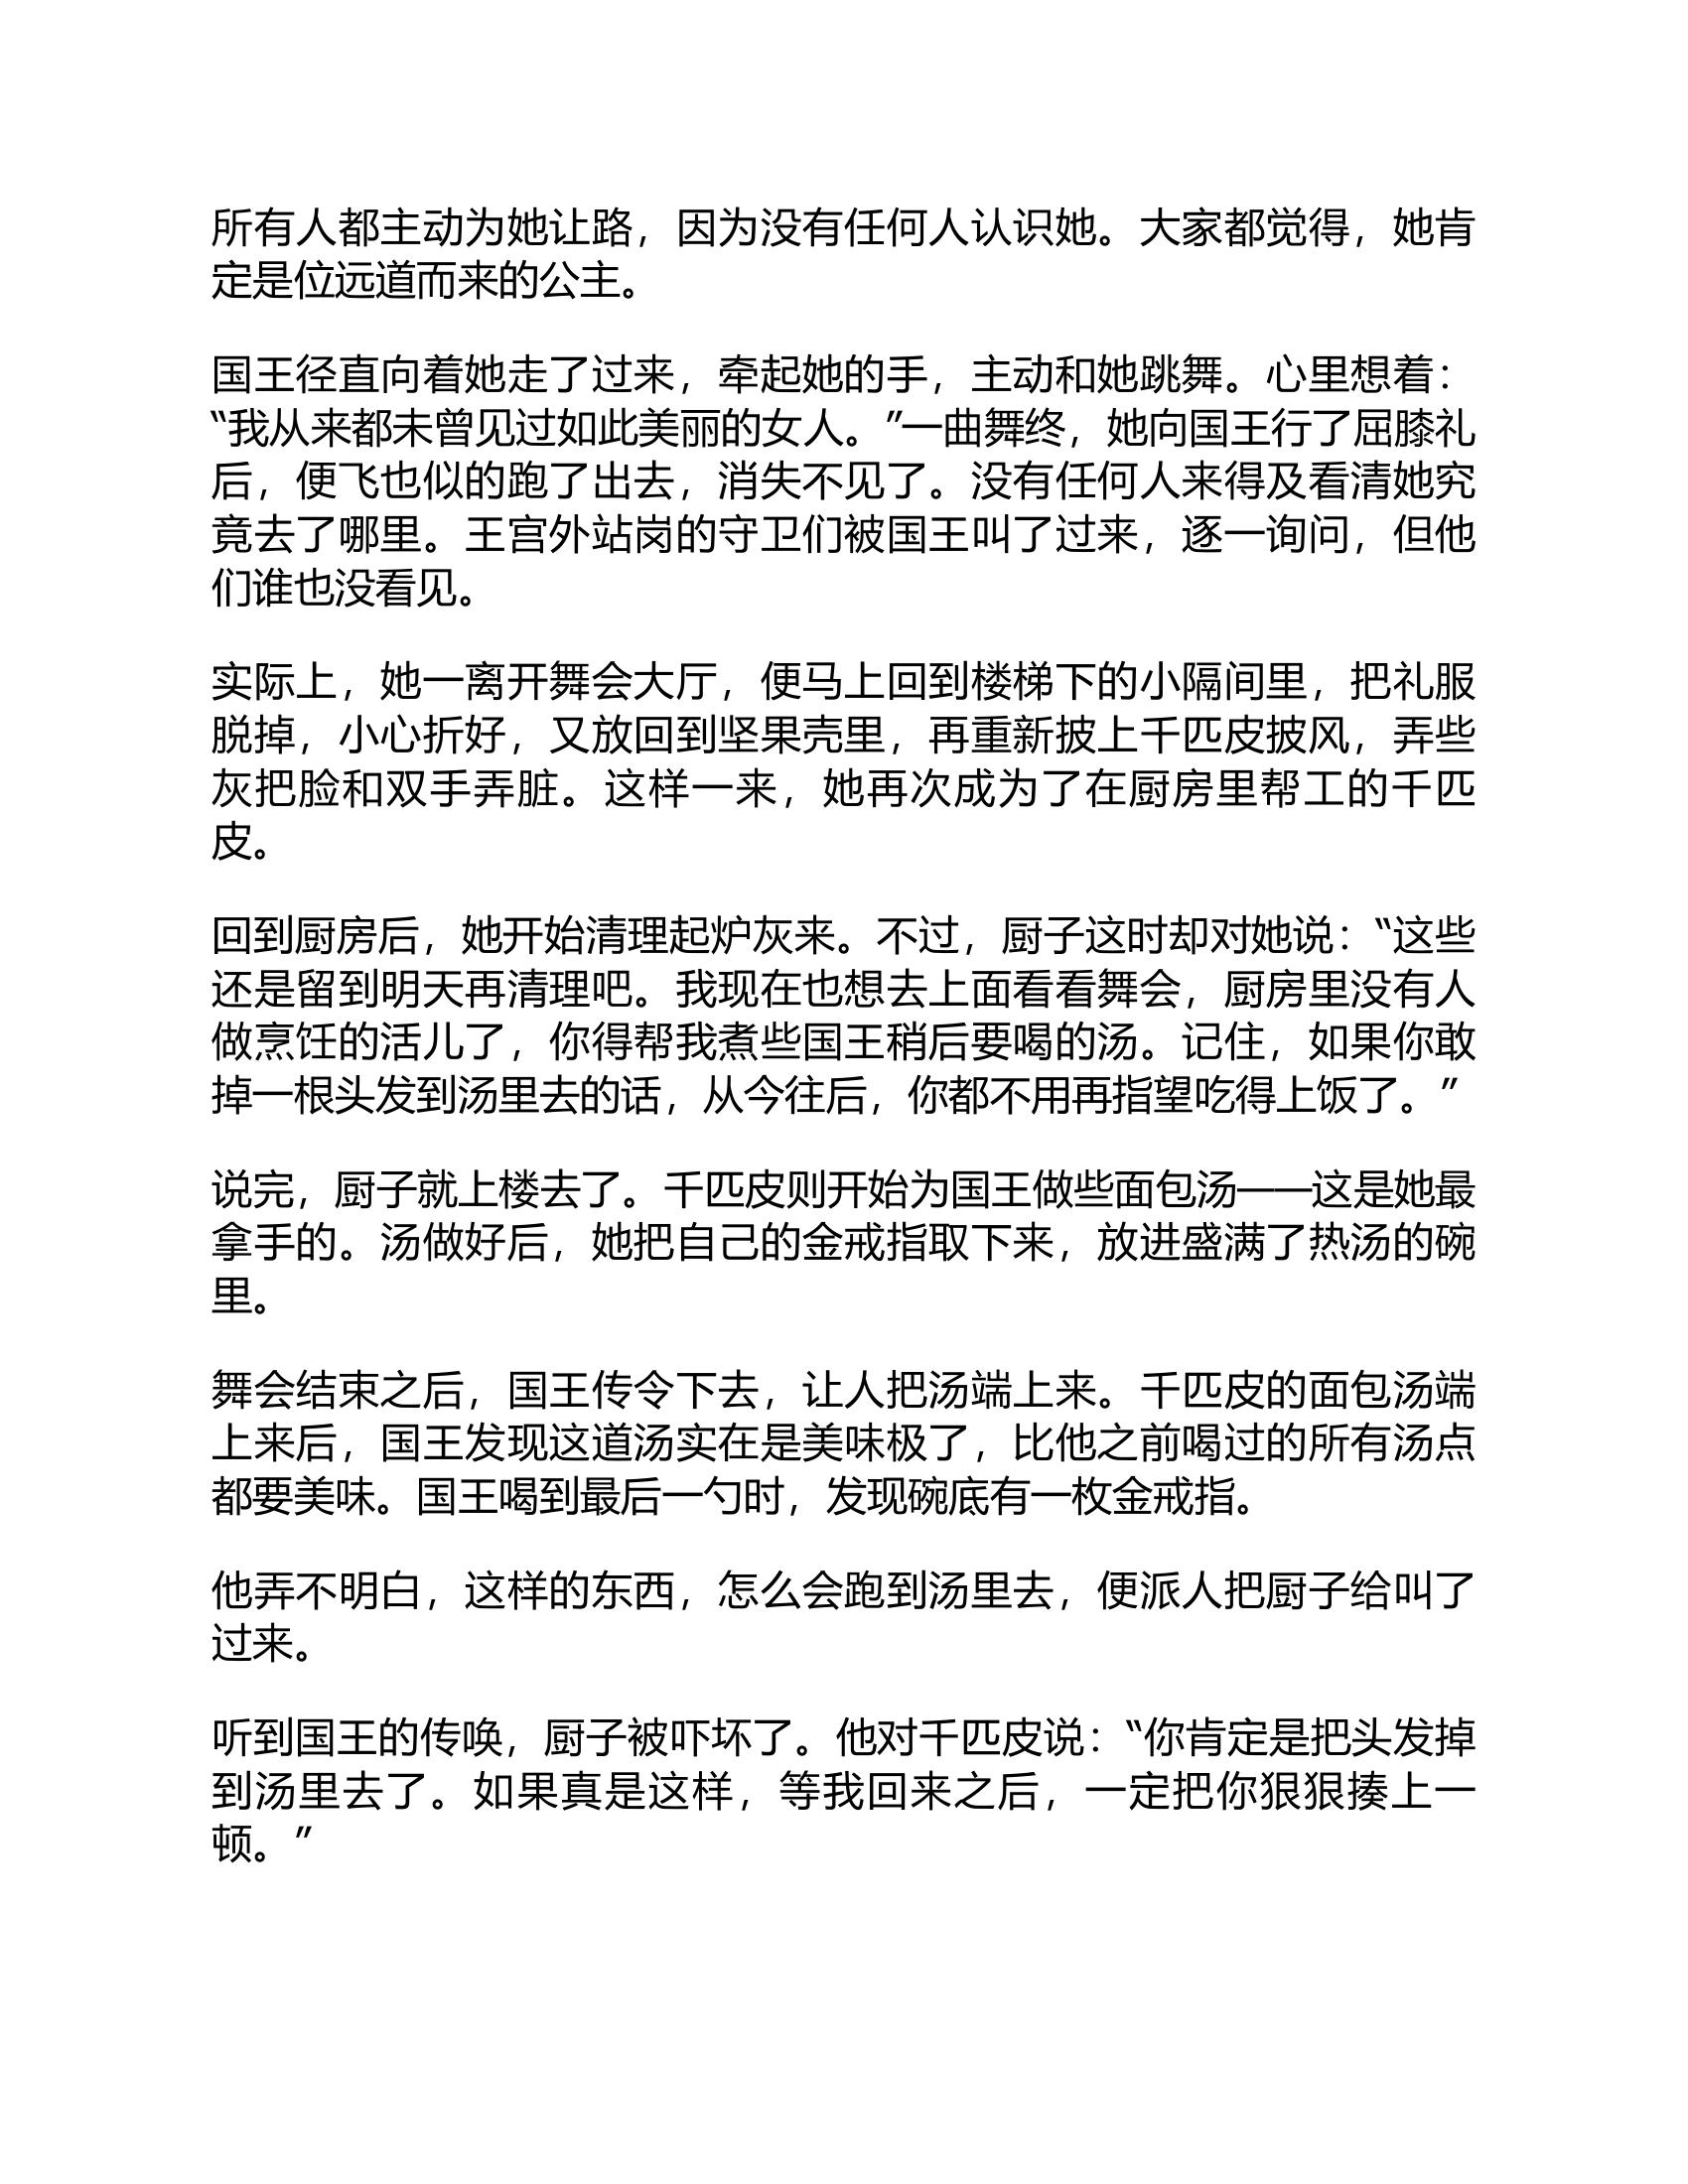 所有人都主动为她让路，因为没有任何人认识她。大家都觉得，她肯
定是位远道而来的公主。
国王径直向着她走了过来，牵起她的手，主动和她跳舞。心里想着：
“我从来都未曾见过如此美丽的女人。”一曲舞终，她向国王行了屈膝礼
后，便飞也似的跑了出去，消失不见了。没有任何人来得及看清她究
竟去了哪里。王宫外站岗的守卫们被国王叫了过来，逐一询问，但他
们谁也没看见。
实际上，她一离开舞会大厅，便马上回到楼梯下的小隔间里，把礼服
脱掉，小心折好，又放回到坚果壳里，再重新披上千匹皮披风，弄些
灰把脸和双手弄脏。这样一来，她再次成为了在厨房里帮工的千匹
皮。
回到厨房后，她开始清理起炉灰来。不过，厨子这时却对她说：“这些
还是留到明天再清理吧。我现在也想去上面看看舞会，厨房里没有人
做烹饪的活儿了，你得帮我煮些国王稍后要喝的汤。记住，如果你敢
掉一根头发到汤里去的话，从今往后，你都不用再指望吃得上饭了。”
说完，厨子就上楼去了。千匹皮则开始为国王做些面包汤——这是她最
拿手的。汤做好后，她把自己的金戒指取下来，放进盛满了热汤的碗
里。
舞会结束之后，国王传令下去，让人把汤端上来。千匹皮的面包汤端
上来后，国王发现这道汤实在是美味极了，比他之前喝过的所有汤点
都要美味。国王喝到最后一勺时，发现碗底有一枚金戒指。
他弄不明白，这样的东西，怎么会跑到汤里去，便派人把厨子给叫了
过来。
听到国王的传唤，厨子被吓坏了。他对千匹皮说：“你肯定是把头发掉
到汤里去了。如果真是这样，等我回来之后，一定把你狠狠揍上一
顿。”